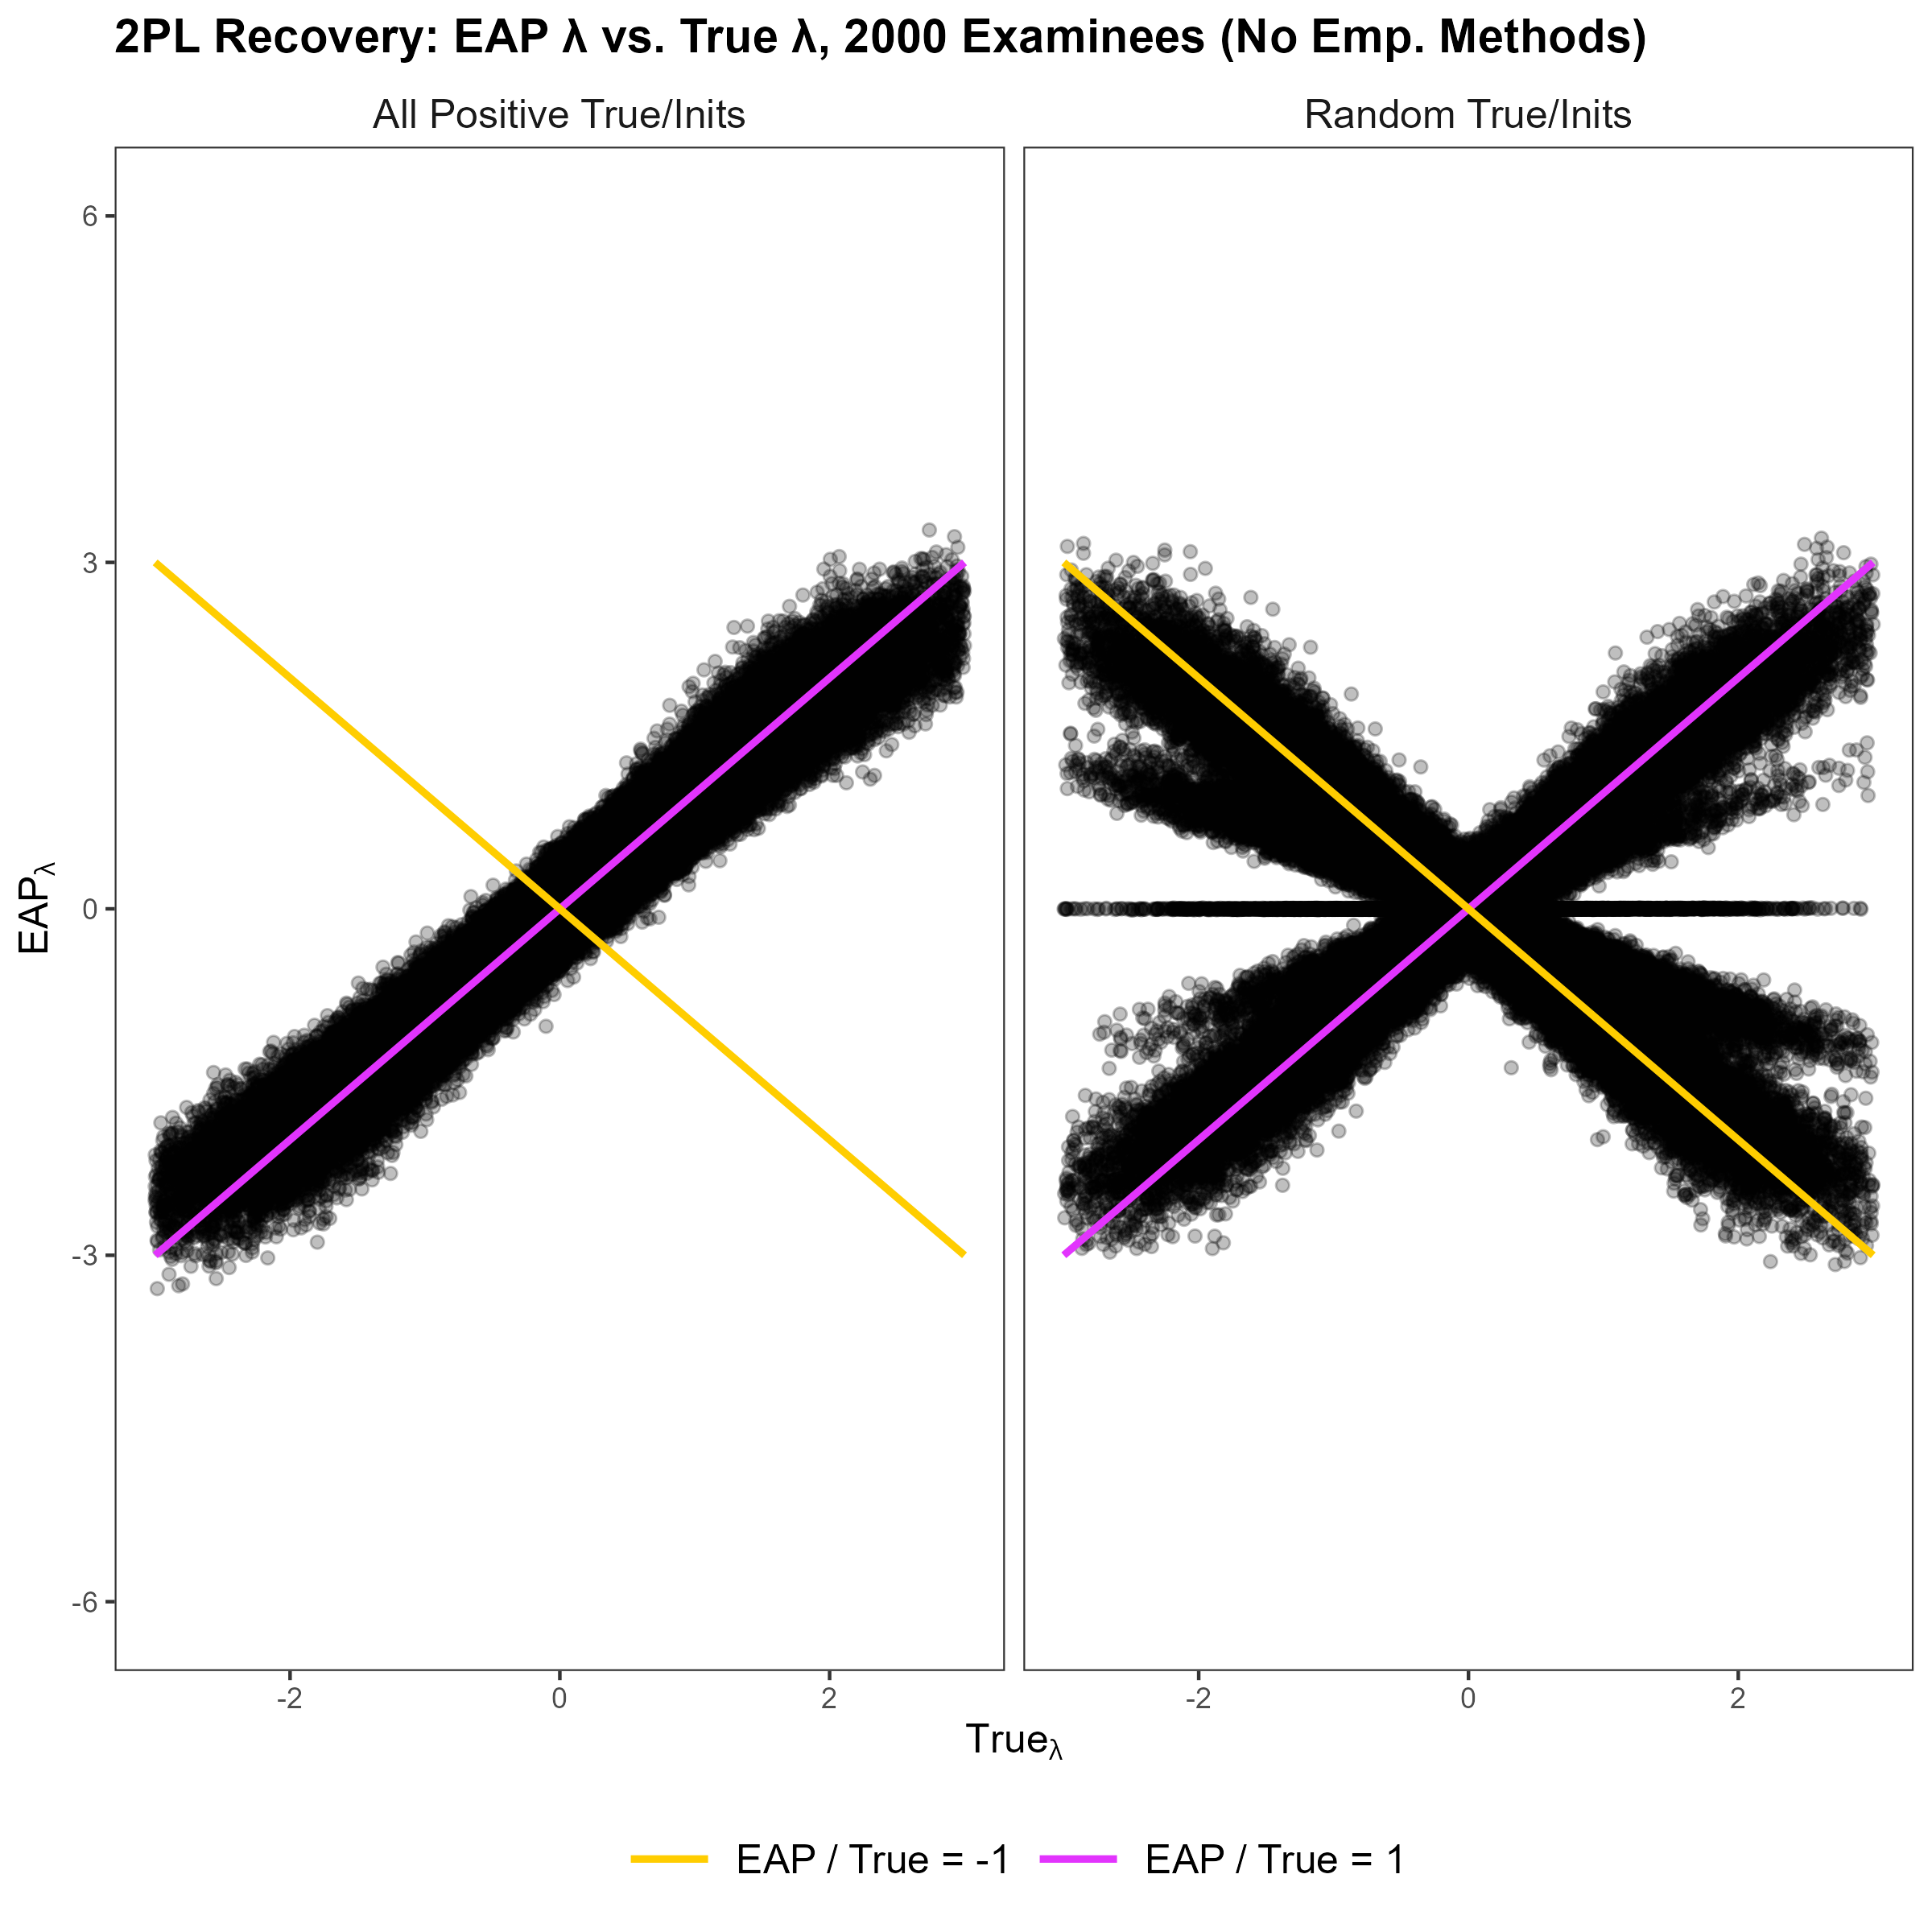 2PL Recovery: EAP λ vs. True λ, 2000 Examinees (No Emp. Methods)
All Positive True/Inits
Random True/Inits
6
3
0
-3
-6
EAPλ
-2
0
2
-2
0
2
Trueλ
EAP / True = -1
EAP / True = 1